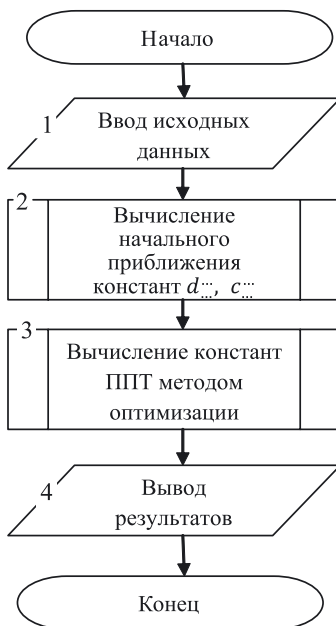 Начало
1
Ввод исходных
данных
2
Вычисление
начального
приближения
констант d⃛..., c⃛...
3
Вычисление констант
ППТ методом
оптимизации
4
Вывод
результатов
Конец